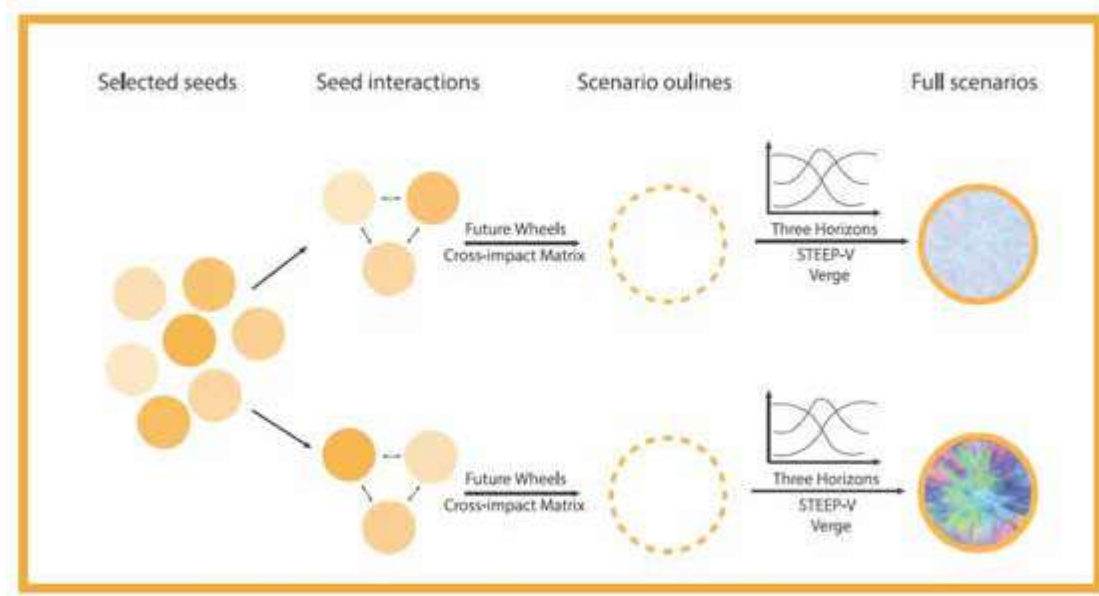 Selected seeds
Seed interactions
Scenario oulines
Full scenarios
Future Wheels
Cross-impact Matrix
Three Horizons
STEEP-V
Verge
Future Wheels
Cross-impact Matrix
Three Horizons
STEEP-V
Verge